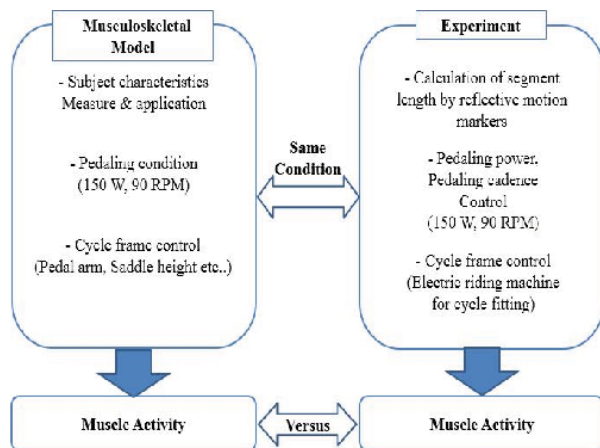 Musculoskeletal
Model
- Subject characteristics
Measure & application
- Pedaling condition
(150 W, 90 RPM)
- Cycle frame control
(Pedal arm, Saddle height etc..)
Same
Condition
Experiment
- Calculation of segment
length by reflective motion
markers
- Pedaling power.
Pedaling cadence
Control
(150 W, 90 RPM)
- Cycle frame control
(Electric riding machine
for cycle fitting)
Muscle Activity
Versus
Muscle Activity